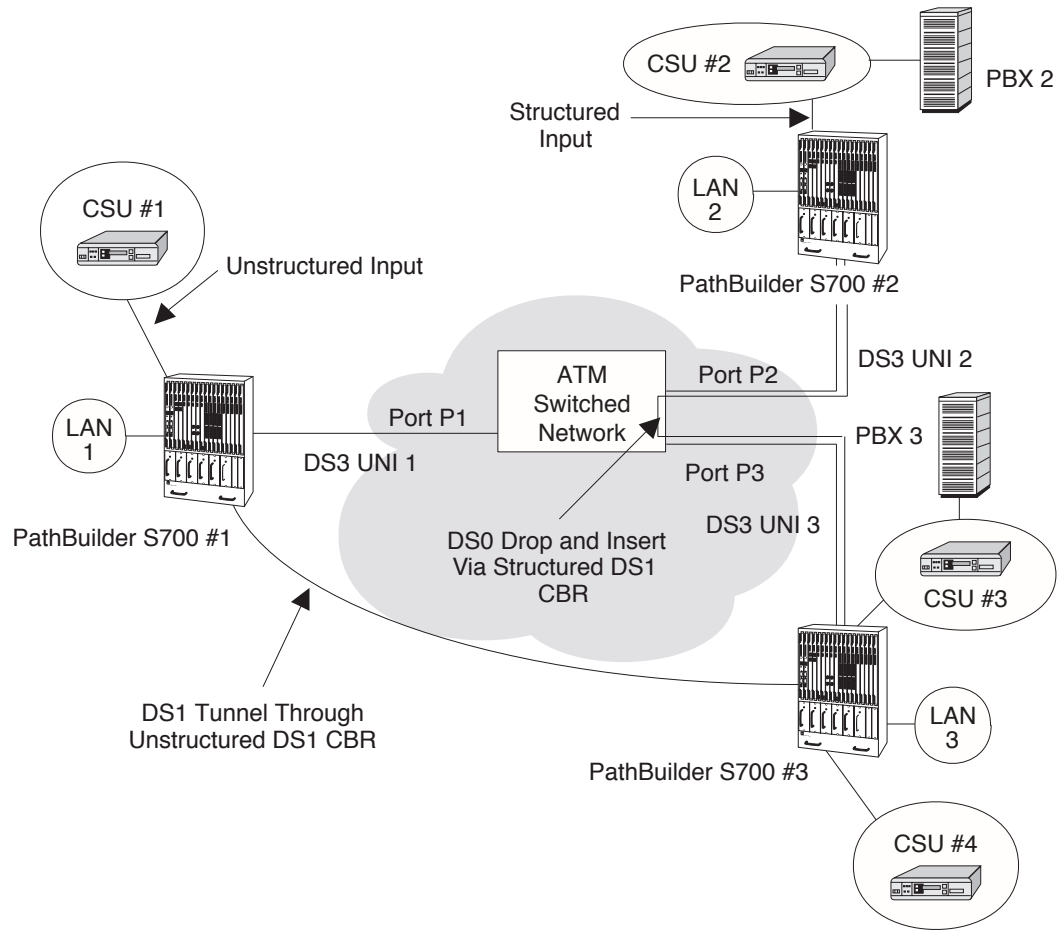 CSU #2
PBX 2
Structured
Input
LAN
2
CSU #1
Unstructured Input
PathBuilder S700 #2
DS3 UNI 2
ATM
Switched
Network
Port P2
Port P1
PBX 3
LAN
1
DS3 UNI 1
Port P3
DS3 UNI 3
PathBuilder S700 #1
DS0 Drop and Insert
Via Structured DS1
CBR
CSU #3
DS1 Tunnel Through
Unstructured DS1 CBR
LAN
3
PathBuilder S700 #3
CSU #4